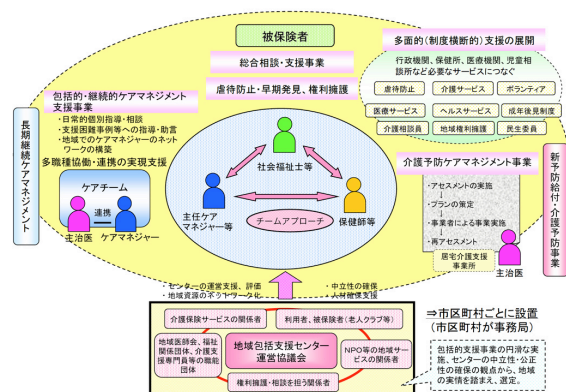 被保険者
総合相談・支援事業
虐待防止・早期発見、権利擁護
多面的(制度横断的)支援の展開
行政機関、保健所、医療機関、児童相
談所など必要なサービスにつなぐ
虐待防止
介護サービス
ボランティア
医療サービス
ヘルスサービス
成年後見制度
介護相談員
地域権利擁護
民生委員
包括的・継続的ケアマネジメント
支援事業
・日常的個別指導・相談
・支援困難事例等への指導・助言
・地域でのケアマネジャーのネット
ワークの構築
多職種協働・連携の実現支援
ケアチーム
連携
主治医
ケアマネジャー
長期継続ケアマネジメント
社会福祉士等
主任ケア
マネジャー等
保健師等
チームアプローチ
介護予防ケアマネジメント事業
・アセスメントの実施
↓
・プランの策定
↓
・事業者による事業実施
↓
・再アセスメント
居宅介護支援
事業所
主治医
新予防給付・介護予防事業
・センターの運営支援、評価
・地域資源のネットワーク化
・中立性の確保
・人材確保支援
介護保険サービスの関係者
利用者、被保険者(老人クラブ等)
地域医師会、福祉
関係団体、介護支
援専門員等の職能
団体
地域包括支援センター
運営協議会
NPO等の地域サー
ビスの関係者
権利擁護・相談を担う関係者
⇒市区町村ごとに設置
(市区町村が事務局)
包括的支援事業の円滑な実
施、センターの中立性・公正
性の確保の観点から、地域
の実情を踏まえ、選定。